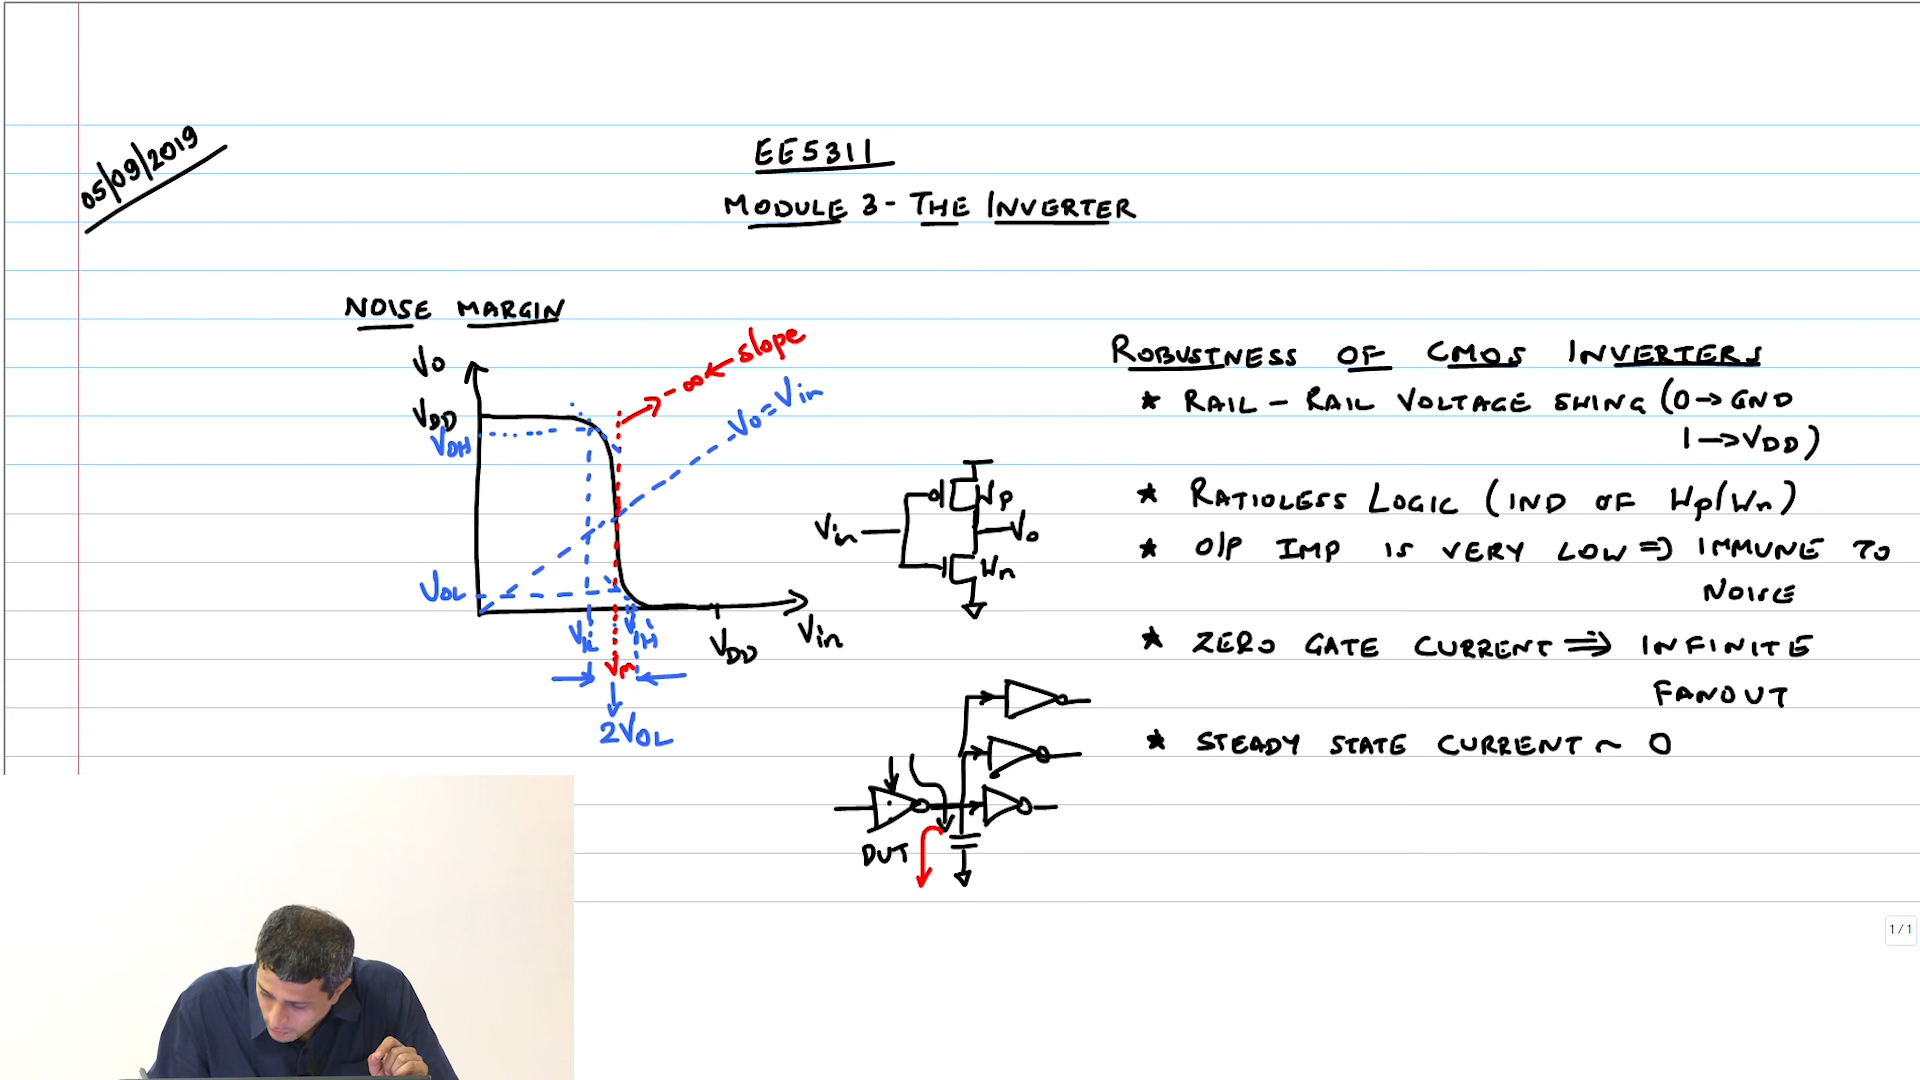 05/09/2019
EE5311
MODULE 3 - THE INVERTER
NOISE MARGIN
Vo
VDD
VOH
VOL
slope
-∞
Vo=Vin
VIL
VIH
VM
VDD
Vin
2VOL
Vin
Wp
Vo
Wn
DUT
ROBUSTNESS OF CMOS INVERTERS
* RAIL - RAIL VOLTAGE SWING (0→GND
1→VDD)
* RATIOLESS LOGIC (IND OF Wp/Wn)
* O/P IMP IS VERY LOW ⇒ IMMUNE TO
NOISE
* ZERO GATE CURRENT ⇒ INFINITE
FANOUT
* STEADY STATE CURRENT ~ 0
1/1